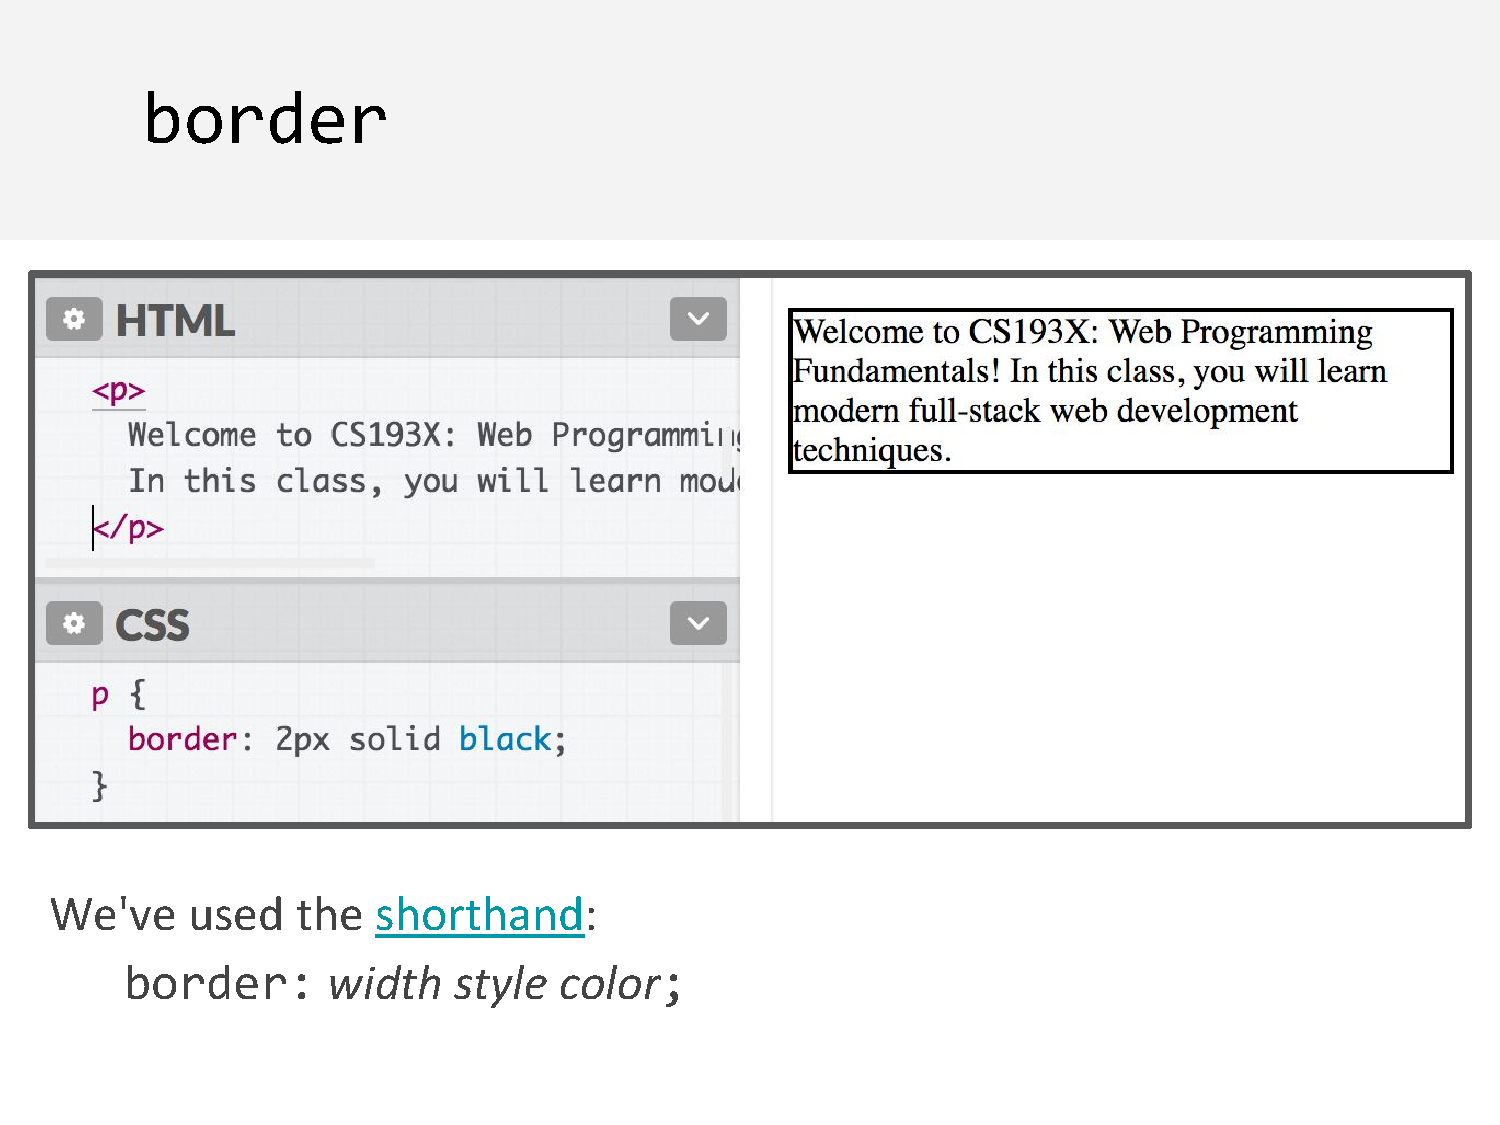 border
HTML
<p>
Welcome to CS193X: Web Programming
In this class, you will learn
</p>
CSS
p {
border: 2px solid black;
}
Welcome to CS193X: Web Programming
Fundamentals! In this class, you will learn
modern full-stack web development
techniques.
We've used the shorthand:
border: width style color;